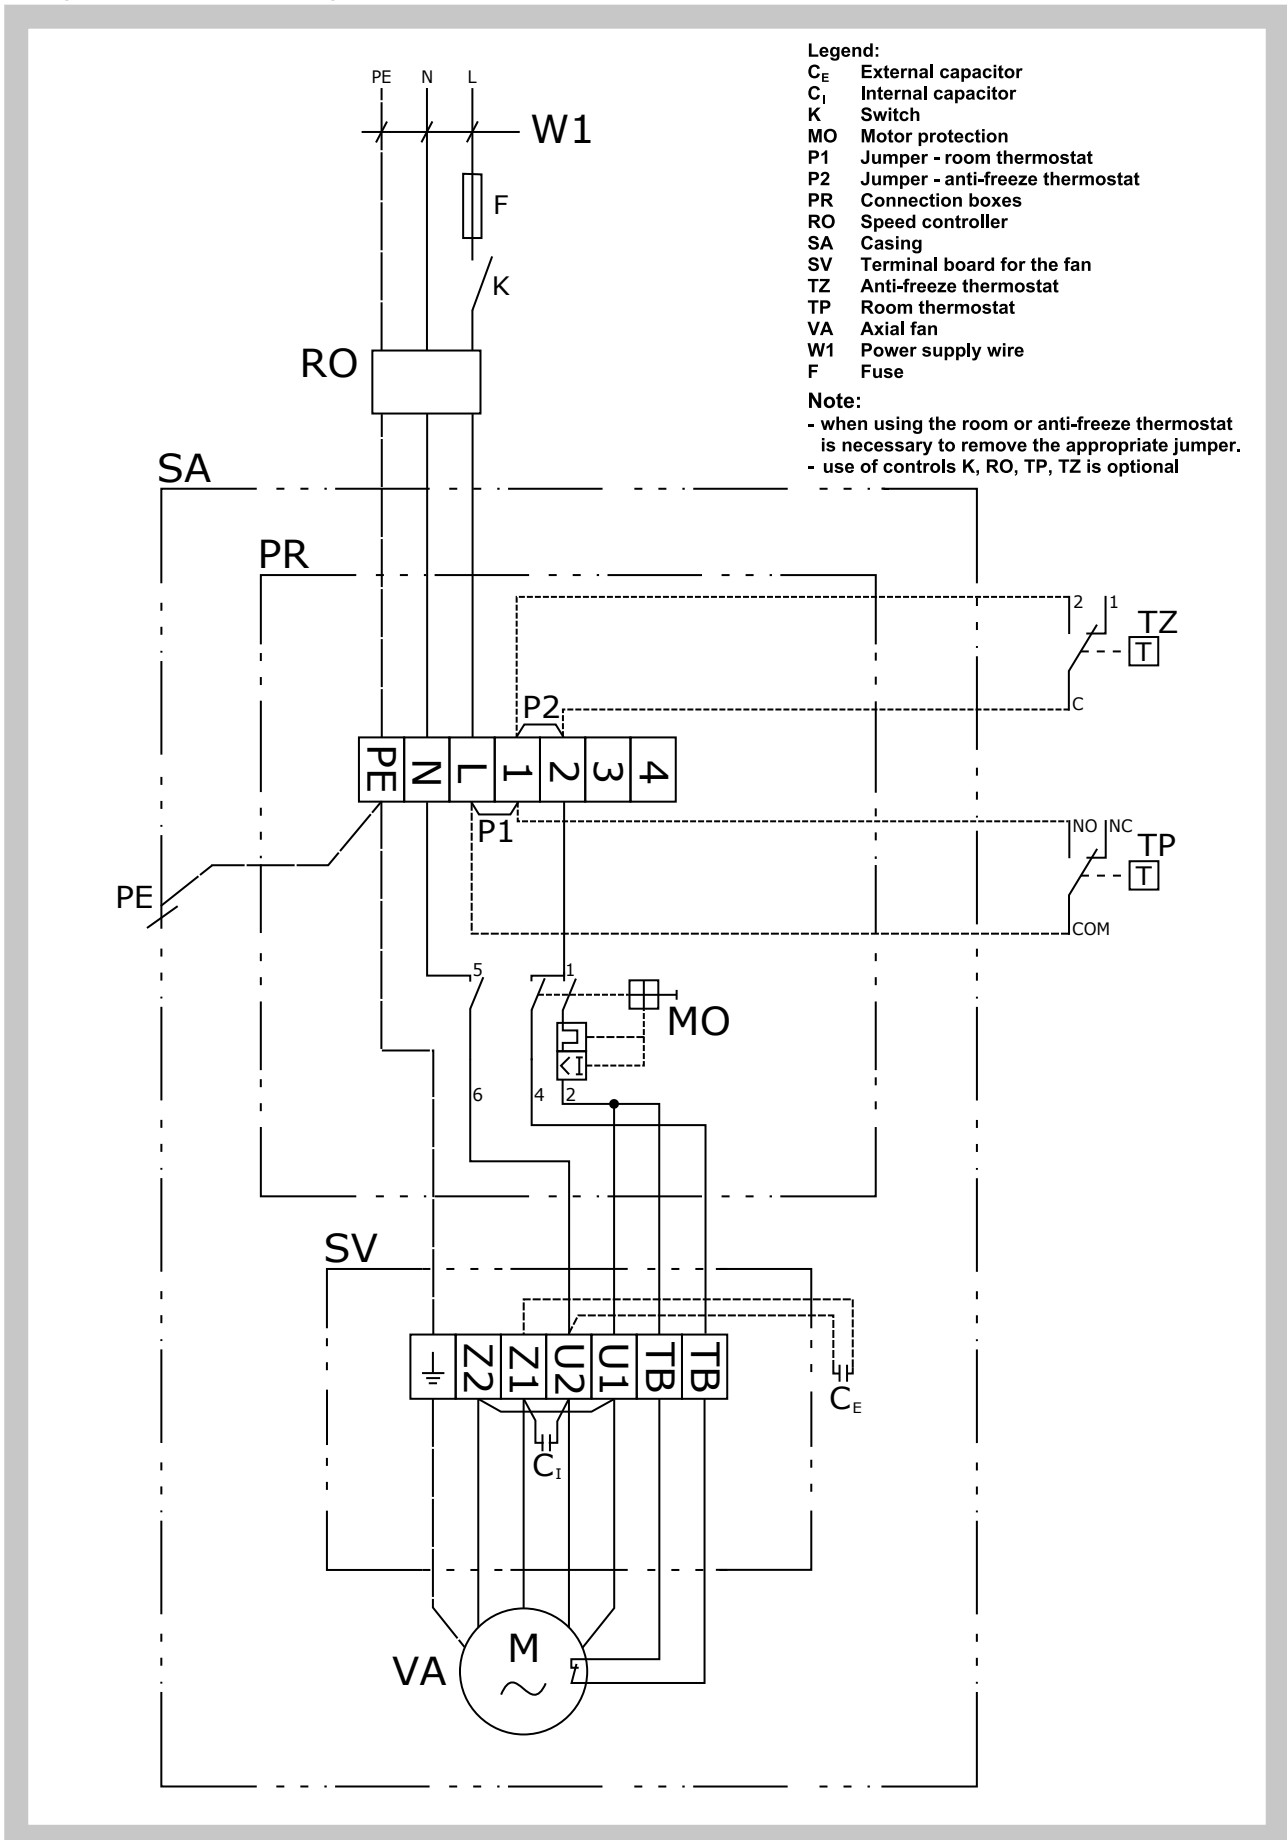 PE N L
W1
F
K
RO
Legend:
CE External capacitor
CI Internal capacitor
K Switch
MO Motor protection
P1 Jumper - room thermostat
P2 Jumper - anti-freeze thermostat
PR Connection boxes
RO Speed controller
SA Casing
SV Terminal board for the fan
TZ Anti-freeze thermostat
TP Room thermostat
VA Axial fan
W1 Power supply wire
F Fuse
Note:
- when using the room or anti-freeze thermostat
is necessary to remove the appropriate jumper.
- use of controls K, RO, TP, TZ is optional
SA
PR
2 1
TZ
T
C
P2
PE N L 1 2 3 4
P1
NO NC
TP
T
COM
PE
5 1
MO
<I
6 4 2
SV
Z2 Z1 U2 U1 TB TB
CE
CI
M
VA